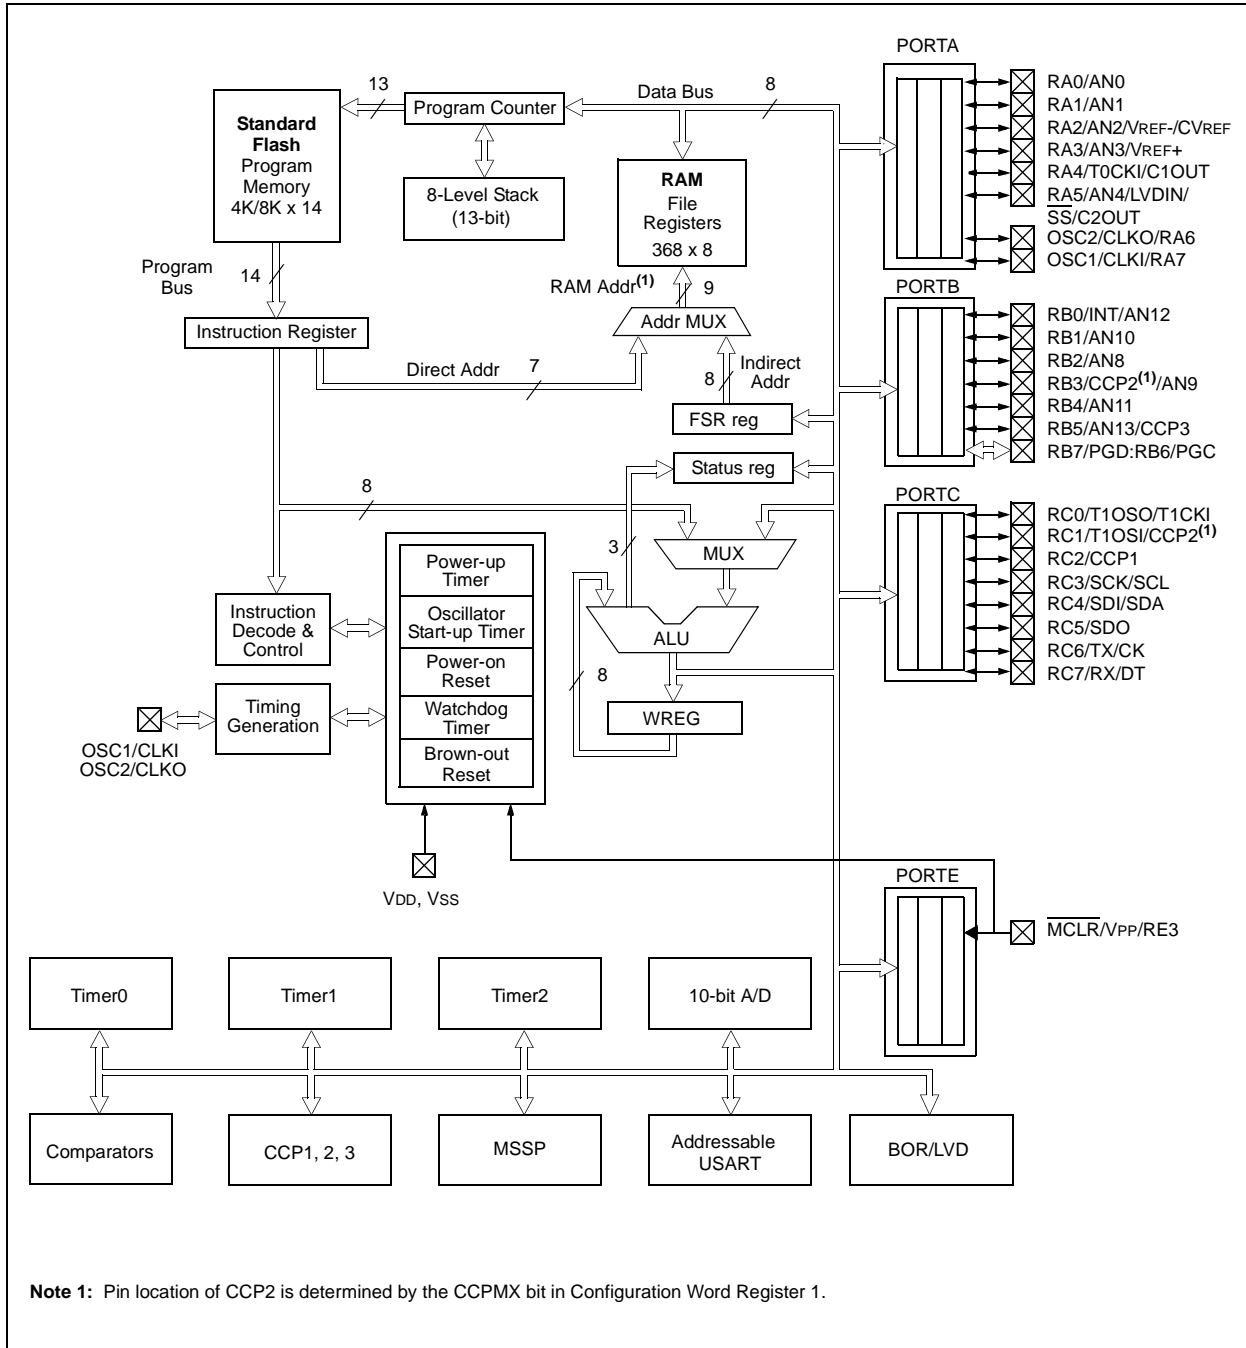 PORTA
13
Data Bus
8
Program Counter
RA0/AN0
RA1/AN1
RA2/AN2/VREF-/CVREF
RA3/AN3/VREF+
RA4/T0CKI/C1OUT
RA5/AN4/LVDIN/
SS/C2OUT
OSC2/CLKO/RA6
OSC1/CLKI/RA7
Standard
Flash
Program
Memory
4K/8K x 14
8-Level Stack
(13-bit)
RAM
File
Registers
368 x 8
Program
Bus
14
RAM Addr(1)
9
PORTB
Instruction Register
Addr MUX
RB0/INT/AN12
RB1/AN10
RB2/AN8
RB3/CCP2(1)/AN9
RB4/AN11
RB5/AN13/CCP3
RB7/PGD:RB6/PGC
Direct Addr
7
8
Indirect
Addr
FSR reg
Status reg
8
PORTC
RC0/T1OSO/T1CKI
RC1/T1OSI/CCP2(1)
RC2/CCP1
RC3/SCK/SCL
RC4/SDI/SDA
RC5/SDO
RC6/TX/CK
RC7/RX/DT
3
MUX
Power-up
Timer
Oscillator
Start-up Timer
Power-on
Reset
Watchdog
Timer
Brown-out
Reset
Instruction
Decode &
Control
ALU
8
WREG
Timing
Generation
OSC1/CLKI
OSC2/CLKO
VDD, VSS
PORTE
MCLR/VPP/RE3
Timer0
Timer1
Timer2
10-bit A/D
Comparators
CCP1, 2, 3
MSSP
Addressable
USART
BOR/LVD
Note 1: Pin location of CCP2 is determined by the CCPMX bit in Configuration Word Register 1.